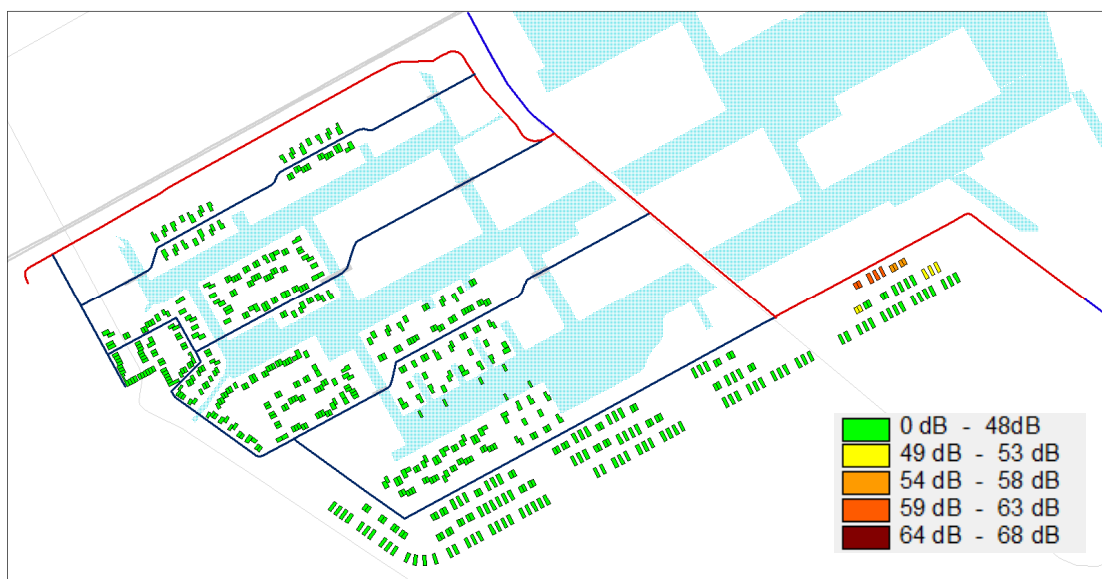 0 dB - 48dB
49 dB - 53 dB
54 dB - 58 dB
59 dB - 63 dB
64 dB - 68 dB